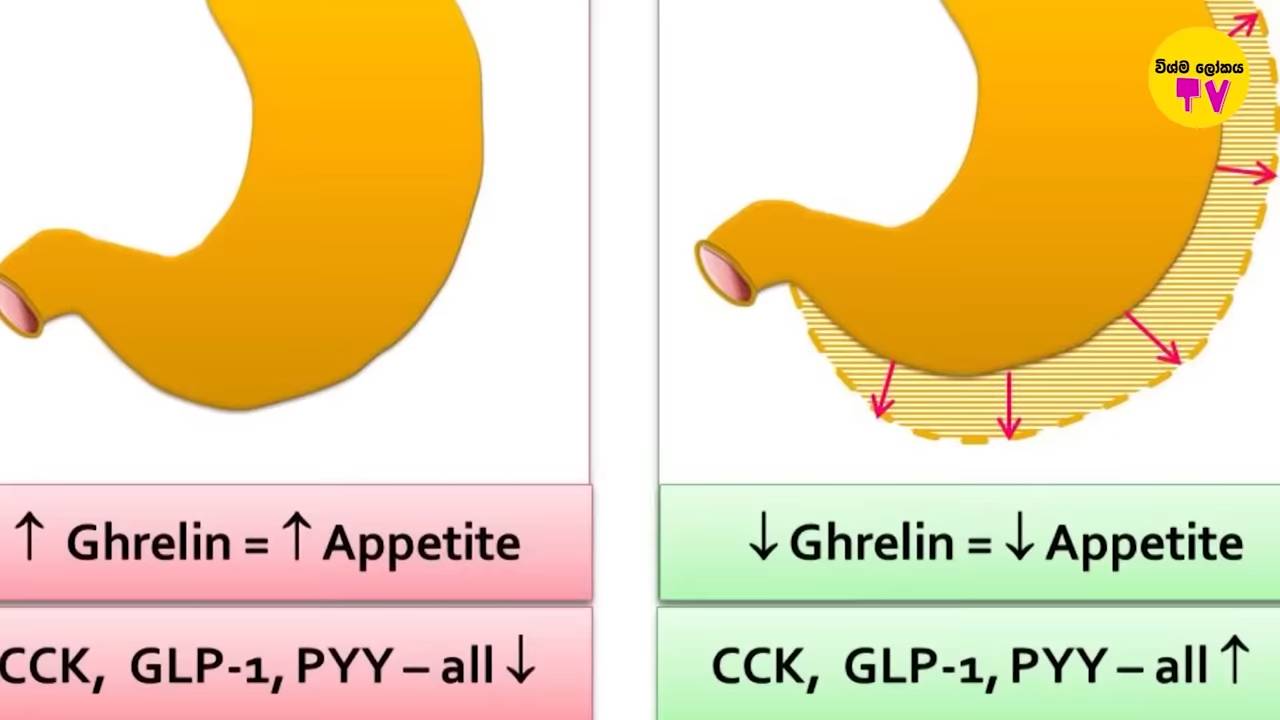 විශ්ම ලෝකය
TV
↑ Ghrelin = ↑ Appetite
CCK, GLP-1, PYY – all ↓
↓ Ghrelin = ↓ Appetite
CCK, GLP-1, PYY – all ↑